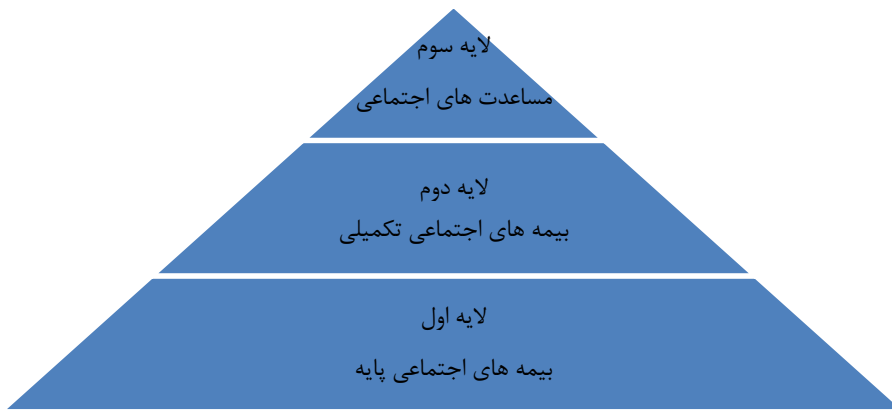 لایه سوم
مساعدت های اجتماعی
لایه دوم
بیمه های اجتماعی تکمیلی
لایه اول
بیمه های اجتماعی پایه